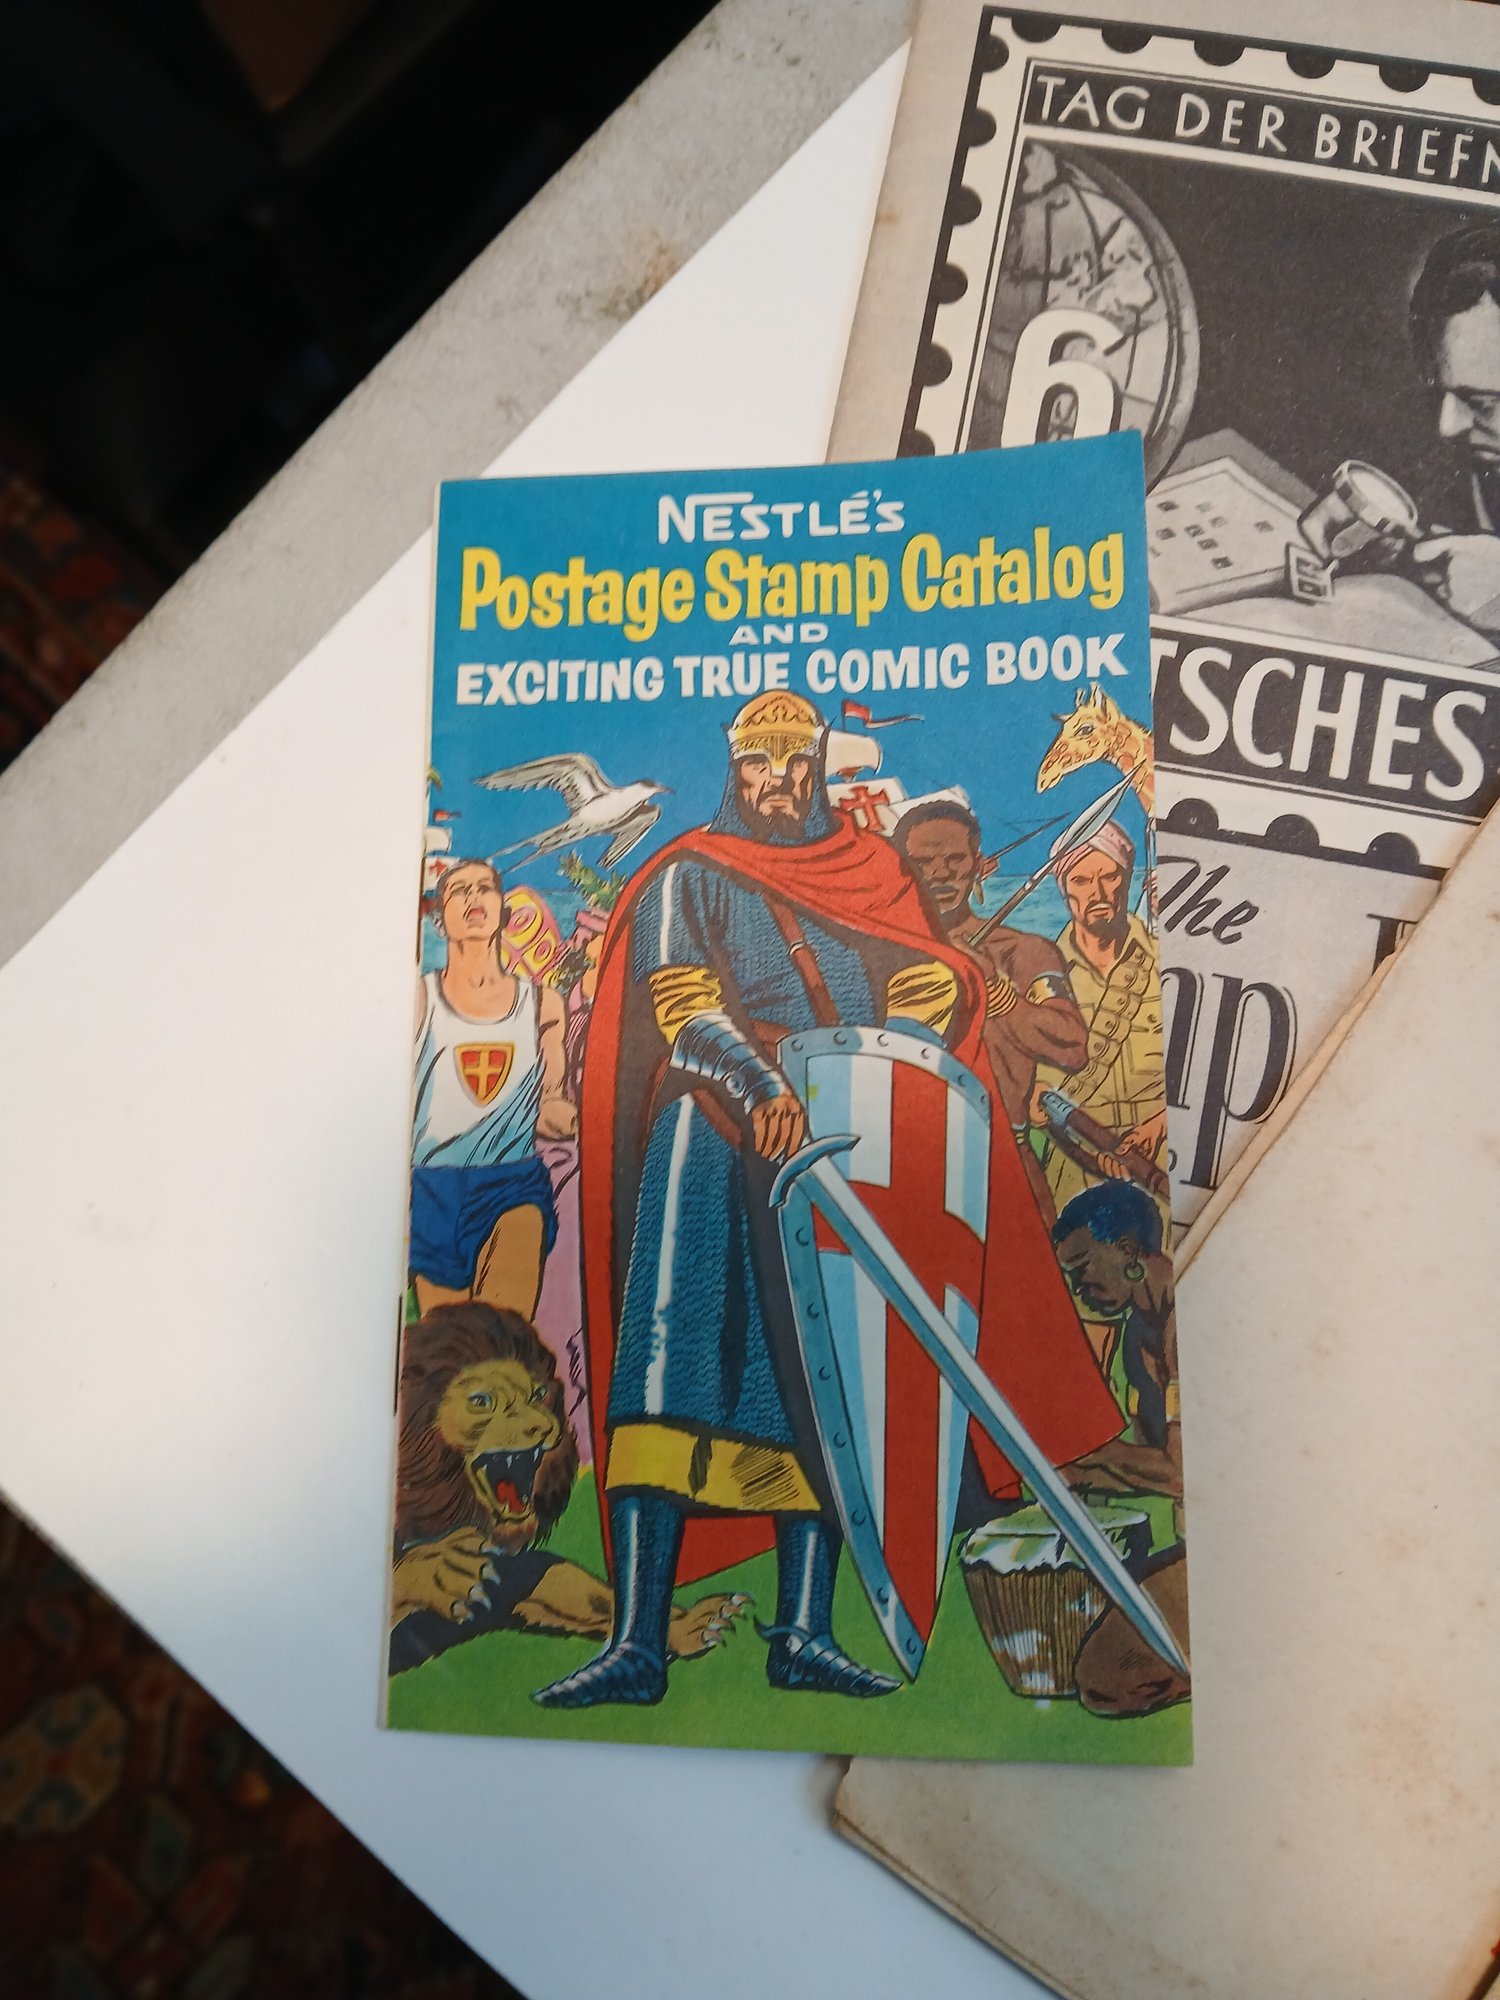 NESTLÉ'S
Postage Stamp Catalog
AND
EXCITING TRUE COMIC BOOK
TAG DER BRIEFM
6
TSCHES
The
mp